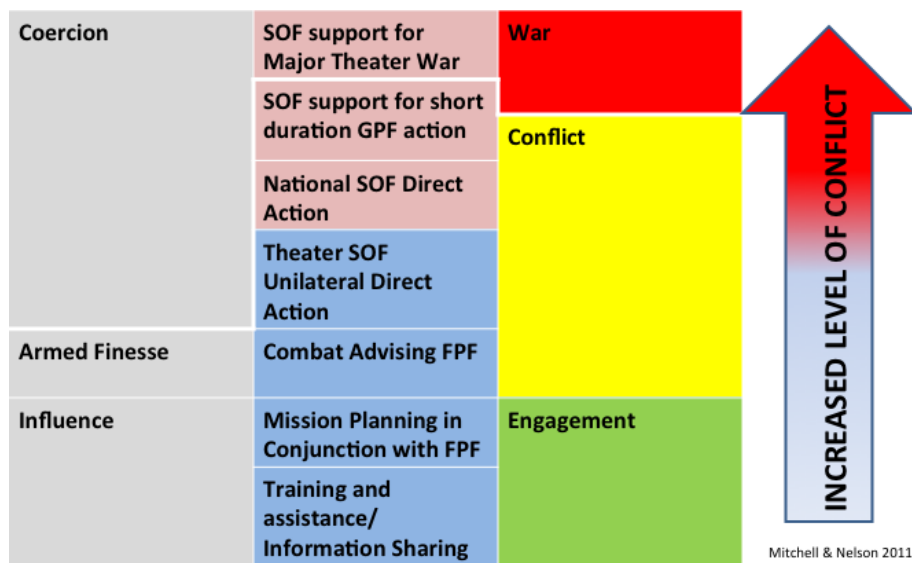 Coercion
SOF support for
Major Theater War
War
SOF support for short
duration GPF action
Conflict
National SOF Direct
Action
Theater SOF
Unilateral Direct
Action
Armed Finesse
Combat Advising FPF
Influence
Mission Planning in
Conjunction with FPF
Engagement
Training and
assistance/
Information Sharing
INCREASED LEVEL OF CONFLICT
Mitchell & Nelson 2011